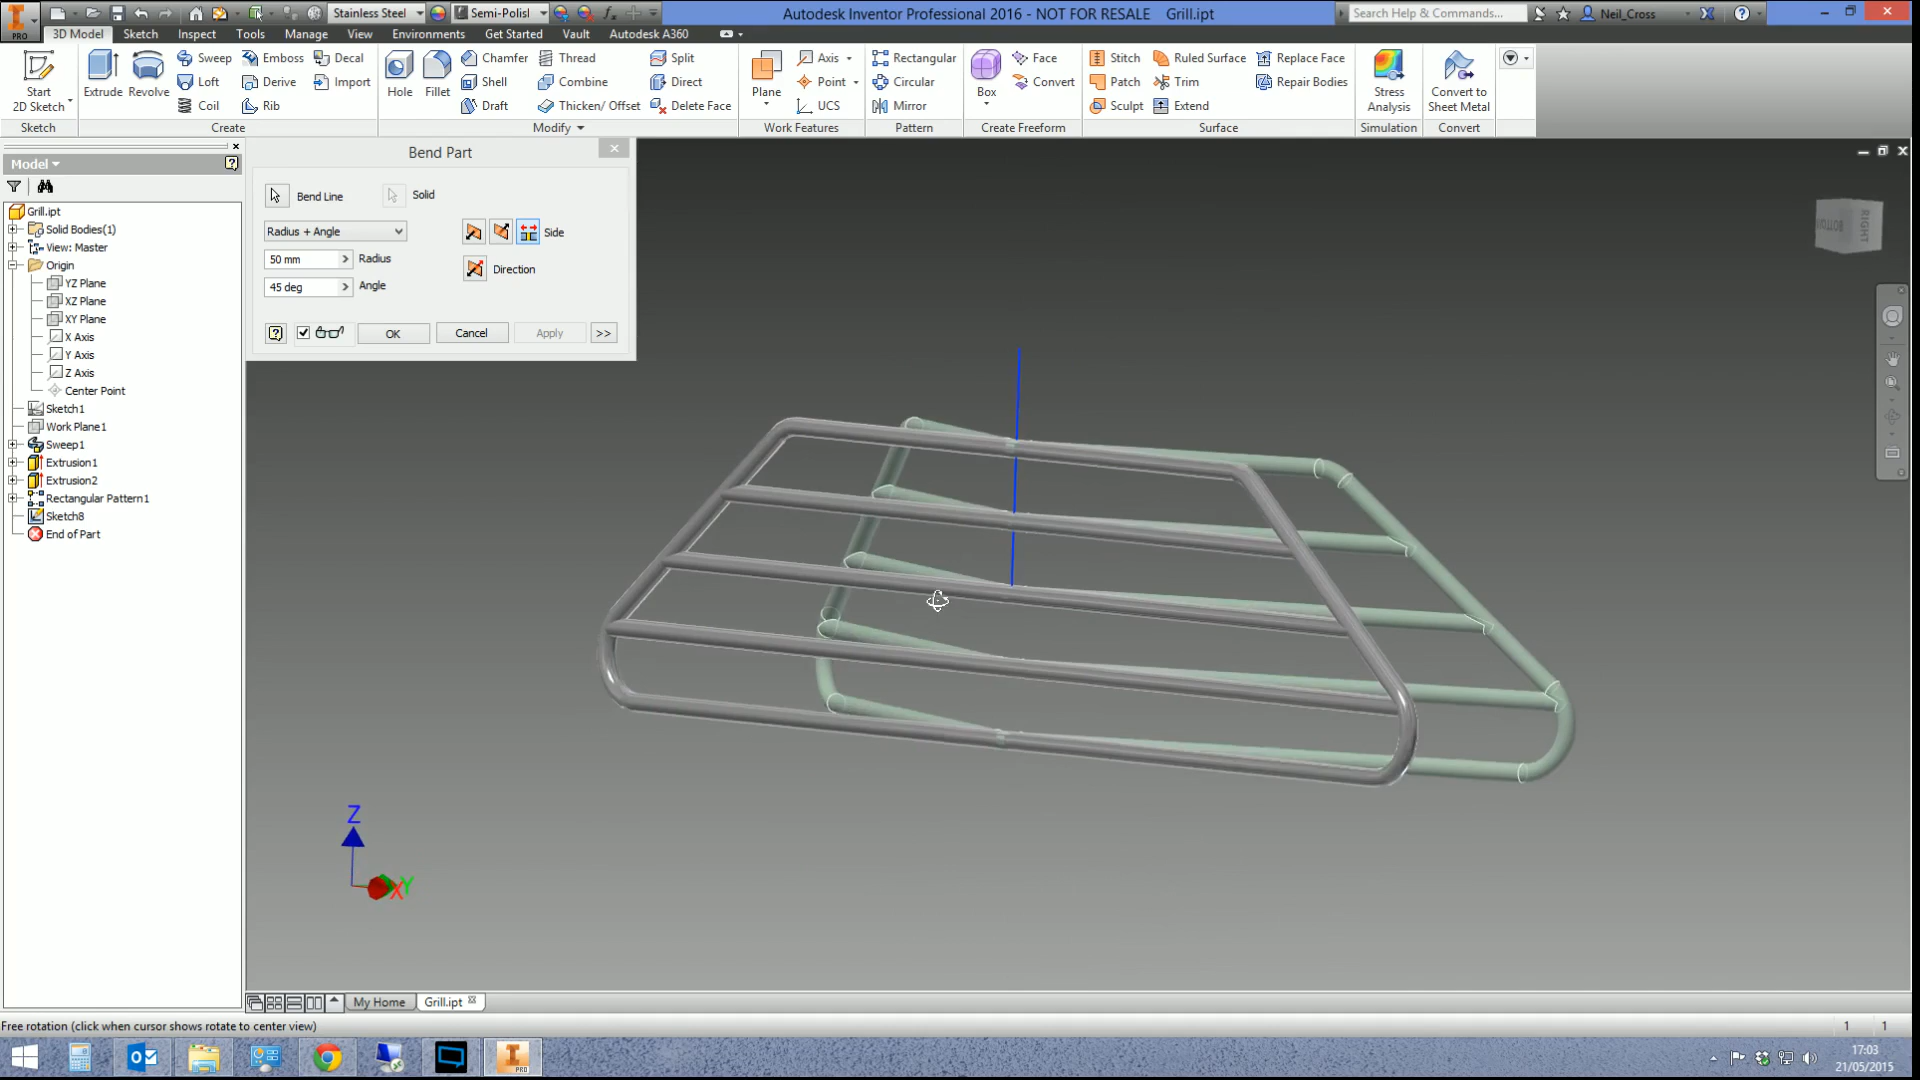 PRO
Stainless Steel
Semi-Polisl
Autodesk Inventor Professional 2016 - NOT FOR RESALE Grill.ipt
Search Help & Commands...
Neil_Cross
3D Model Sketch Inspect Tools Manage View Environments Get Started Vault Autodesk A360
Start
2D Sketch
Extrude
Revolve
Sweep
Loft
Coil
Emboss
Derive
Rib
Decal
Import
Hole
Fillet
Chamfer
Shell
Draft
Thread
Combine
Thicken/ Offset
Split
Direct
Delete Face
Plane
Axis
Point
UCS
Rectangular
Circular
Mirror
Box
Face
Convert
Stitch
Patch
Sculpt
Ruled Surface
Trim
Extend
Replace Face
Repair Bodies
Stress
Analysis
Convert to
Sheet Metal
Sketch
Create
Modify
Work Features
Pattern
Create Freeform
Surface
Simulation
Convert
Model
Grill.ipt
Solid Bodies(1)
View: Master
Origin
YZ Plane
XZ Plane
XY Plane
X Axis
Y Axis
Z Axis
Center Point
Sketch1
Work Plane1
Sweep1
Extrusion1
Extrusion2
Rectangular Pattern1
Sketch8
End of Part
Bend Part
Bend Line
Solid
Radius + Angle
Side
50 mm
Radius
Direction
45 deg
Angle
OK
Cancel
Apply
>>
BOTTOM
RIGHT
Z
X
Y
My Home
Grill.ipt
Free rotation (click when cursor shows rotate to center view)
1
1
PRO
17:03
21/05/2015